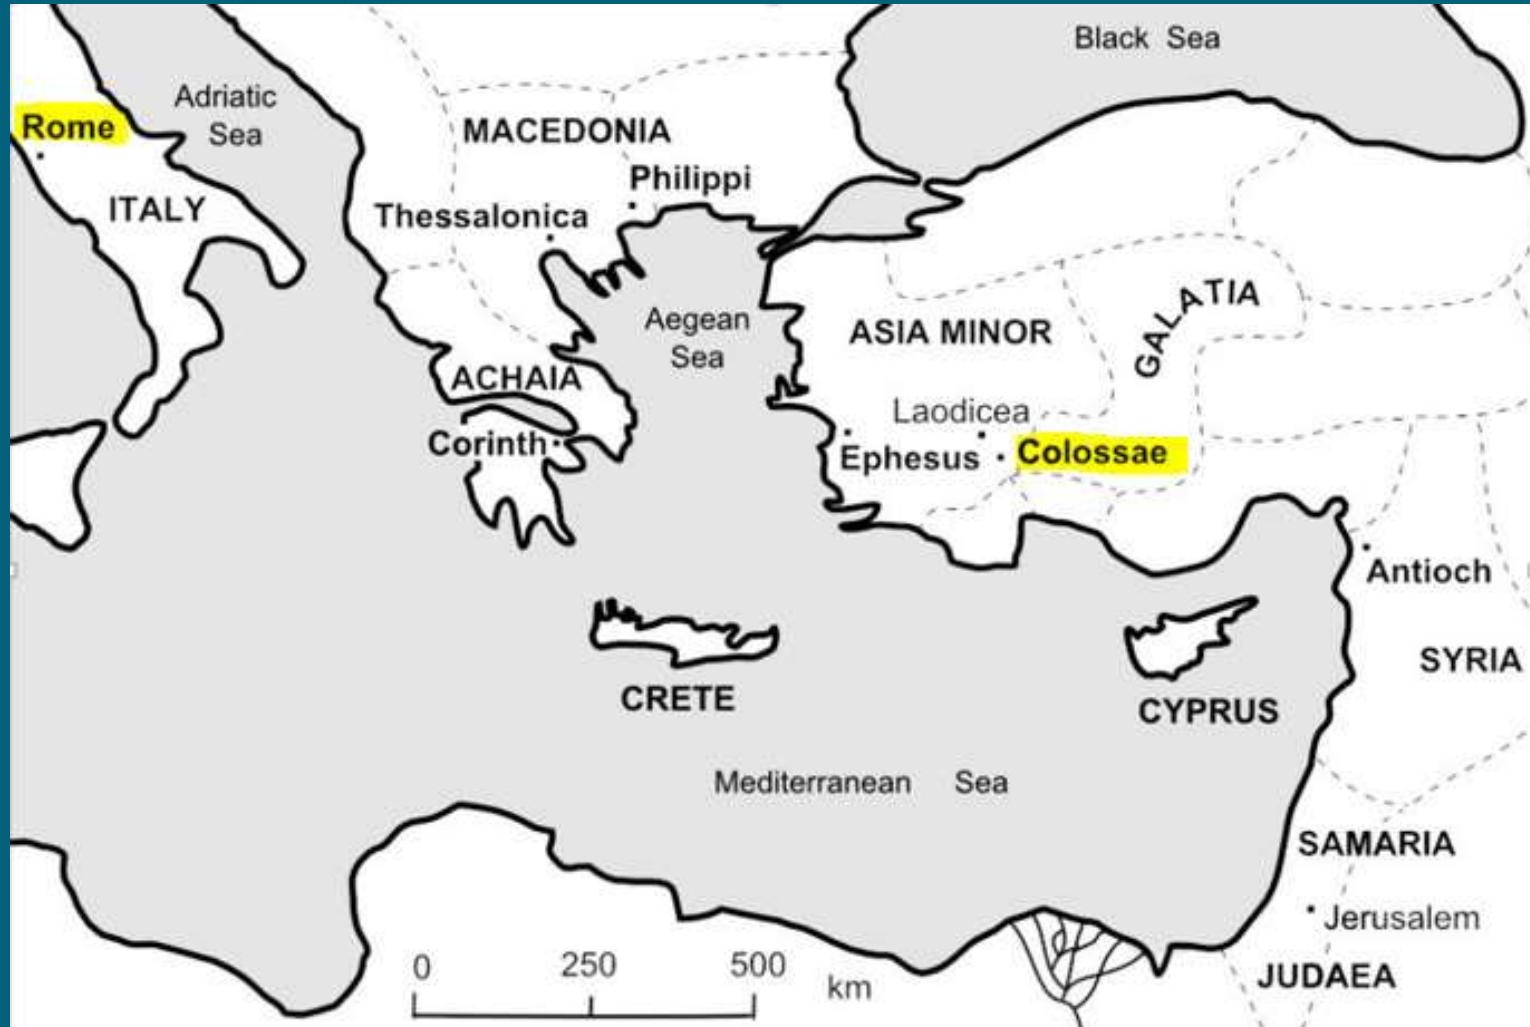 Black Sea
Adriatic
Sea
Rome
MACEDONIA
Philippi
ITALY
Thessalonica
GALATIA
Aegean
Sea
ASIA MINOR
ACHAIA
Laodicea
Corinth
Ephesus
Colossae
Antioch
SYRIA
CRETE
CYPRUS
Mediterranean Sea
SAMARIA
Jerusalem
JUDAEA
0 250 500
km